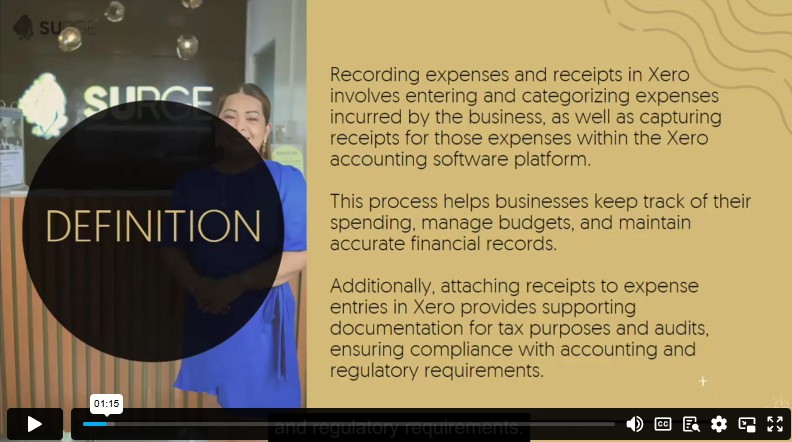 SURGE
SURGE
DEFINITION
Recording expenses and receipts in Xero
involves entering and categorizing expenses
incurred by the business, as well as capturing
receipts for those expenses within the Xero
accounting software platform.
This process helps businesses keep track of their
spending, manage budgets, and maintain
accurate financial records.
Additionally, attaching receipts to expense
entries in Xero provides supporting
documentation for tax purposes and audits,
ensuring compliance with accounting and
regulatory requirements.
01:15
CC
and regulatory requirements.